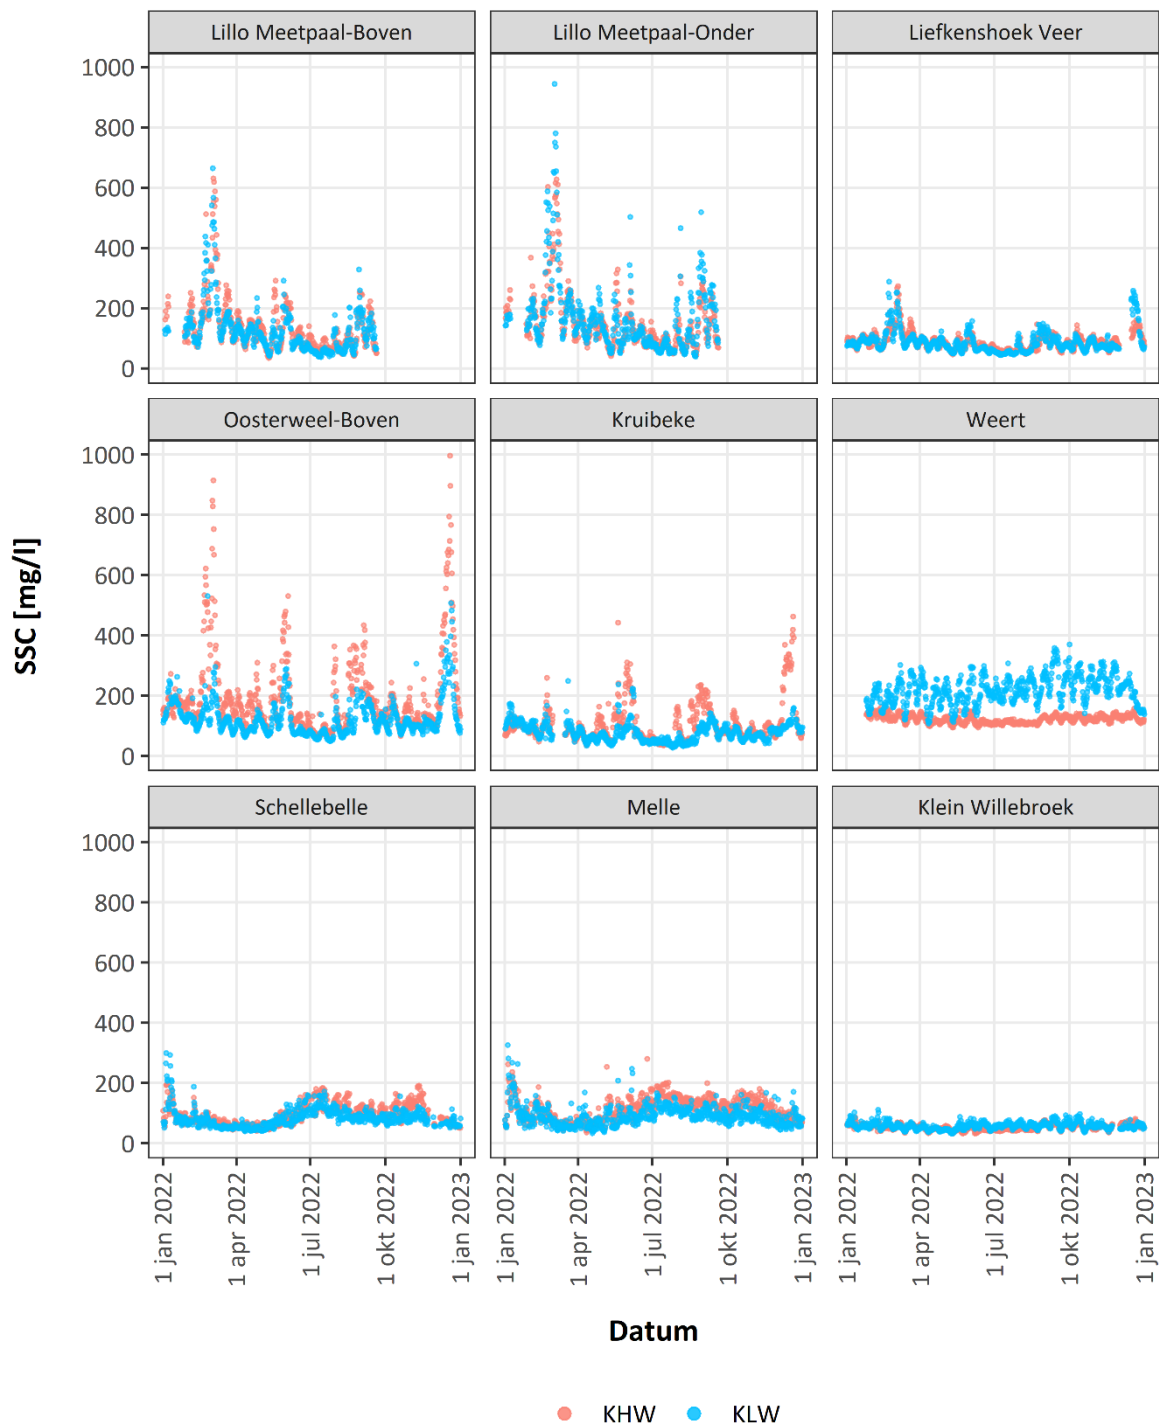 Lillo Meetpaal-Boven Lillo Meetpaal-Onder Liefkenshoek Veer
1000
800
600
400
200
0
Oosterweel-Boven Kruibeke Weert
1000
800
600
400
200
0
SSC [mg/l]
Schellebelle Melle Klein Willebroek
1000
800
600
400
200
0
1 jan 2022 1 apr 2022 1 jul 2022 1 okt 2022 1 jan 2023 1 jan 2022 1 apr 2022 1 jul 2022 1 okt 2022 1 jan 2023 1 jan 2022 1 apr 2022 1 jul 2022 1 okt 2022 1 jan 2023
Datum
KHW KLW